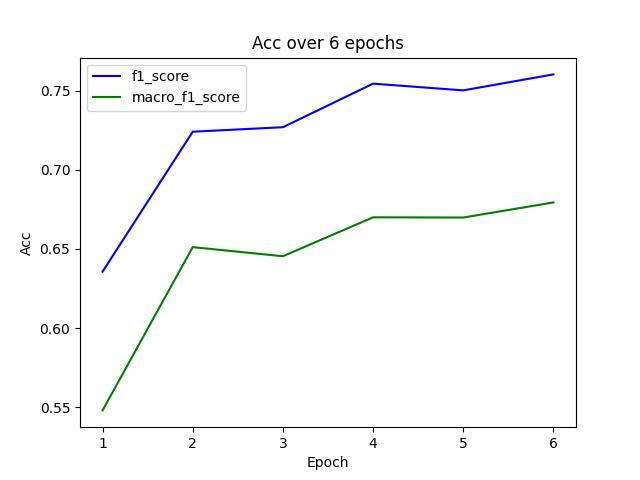 Acc over 6 epochs
f1_score
macro_f1_score
0.75
0.70
0.65
0.60
0.55
Acc
1 2 3 4 5 6
Epoch